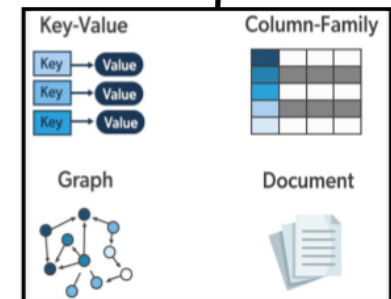 Key-Value
Column-Family
Key Value
Key Value
Key Value
Graph
Document